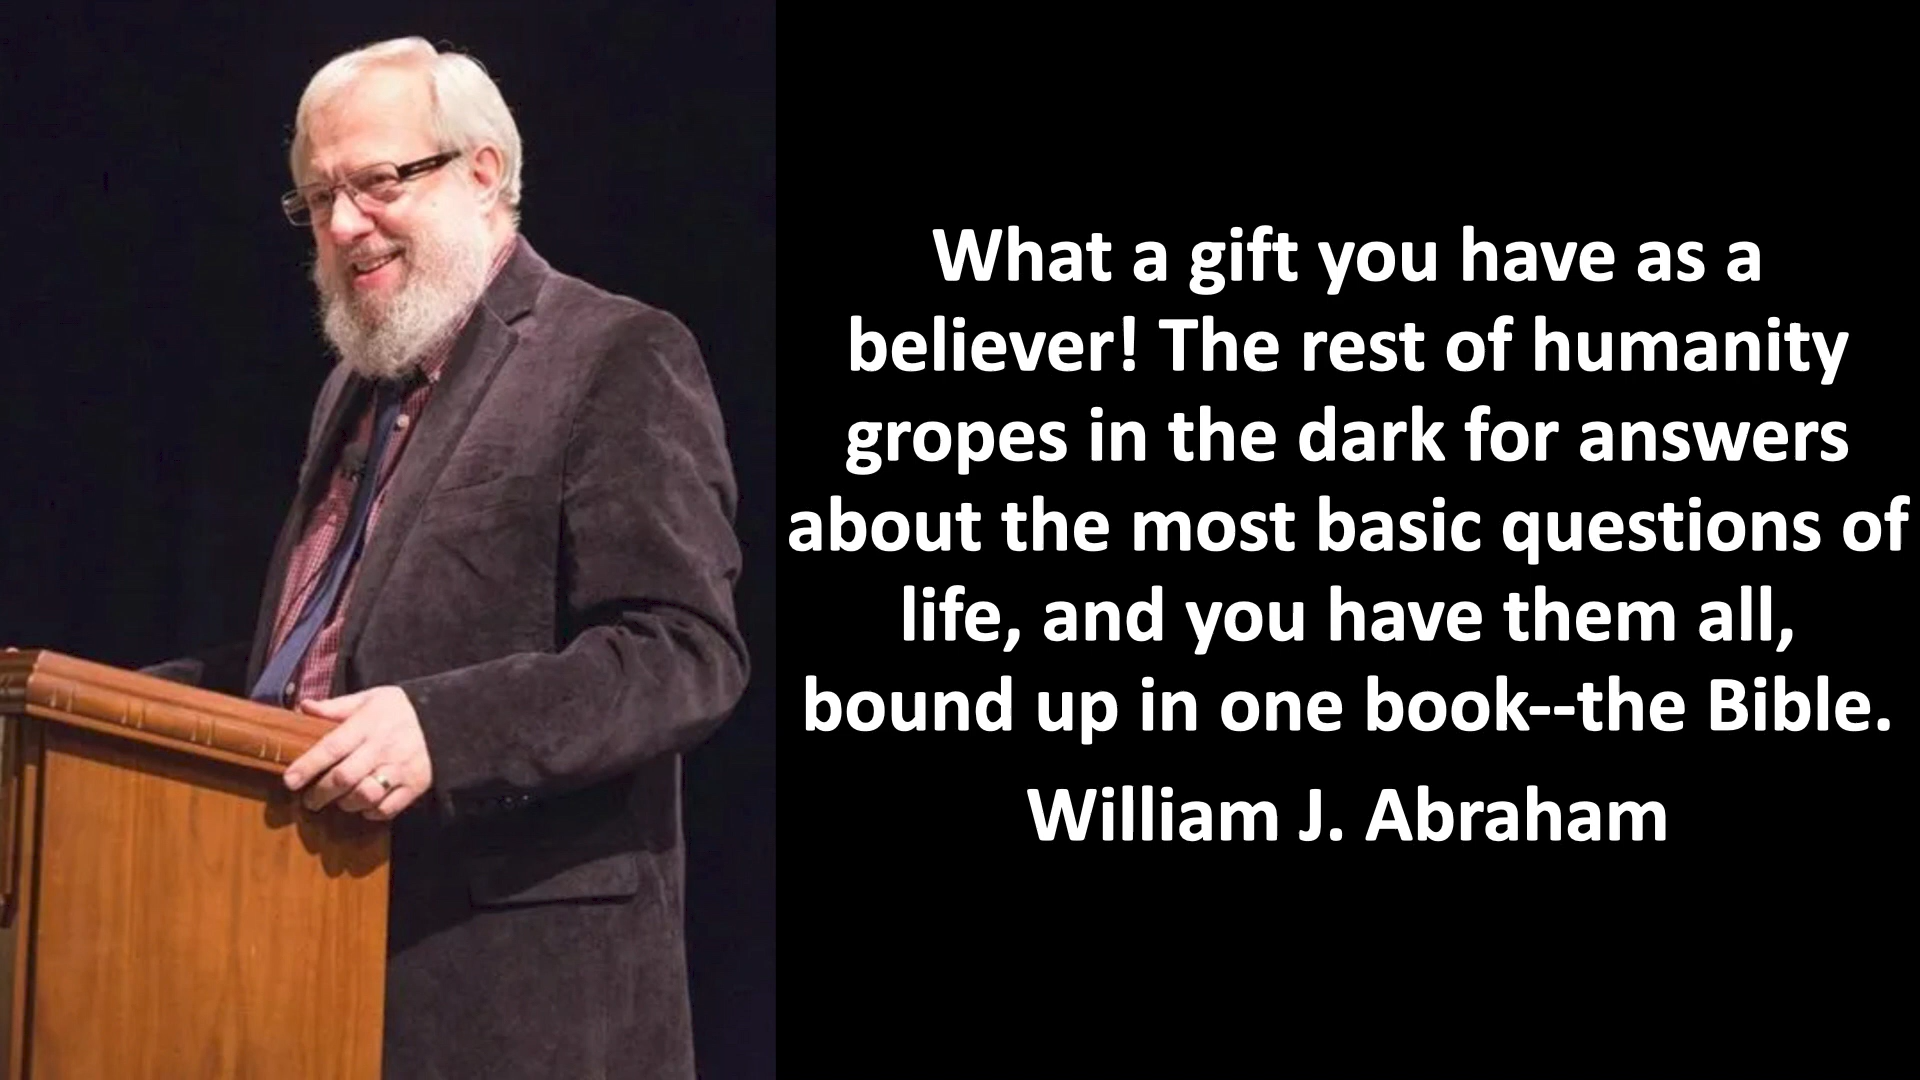 What a gift you have as a
believer! The rest of humanity
gropes in the dark for answers
about the most basic questions of
life, and you have them all,
bound up in one book--the Bible.
William J. Abraham